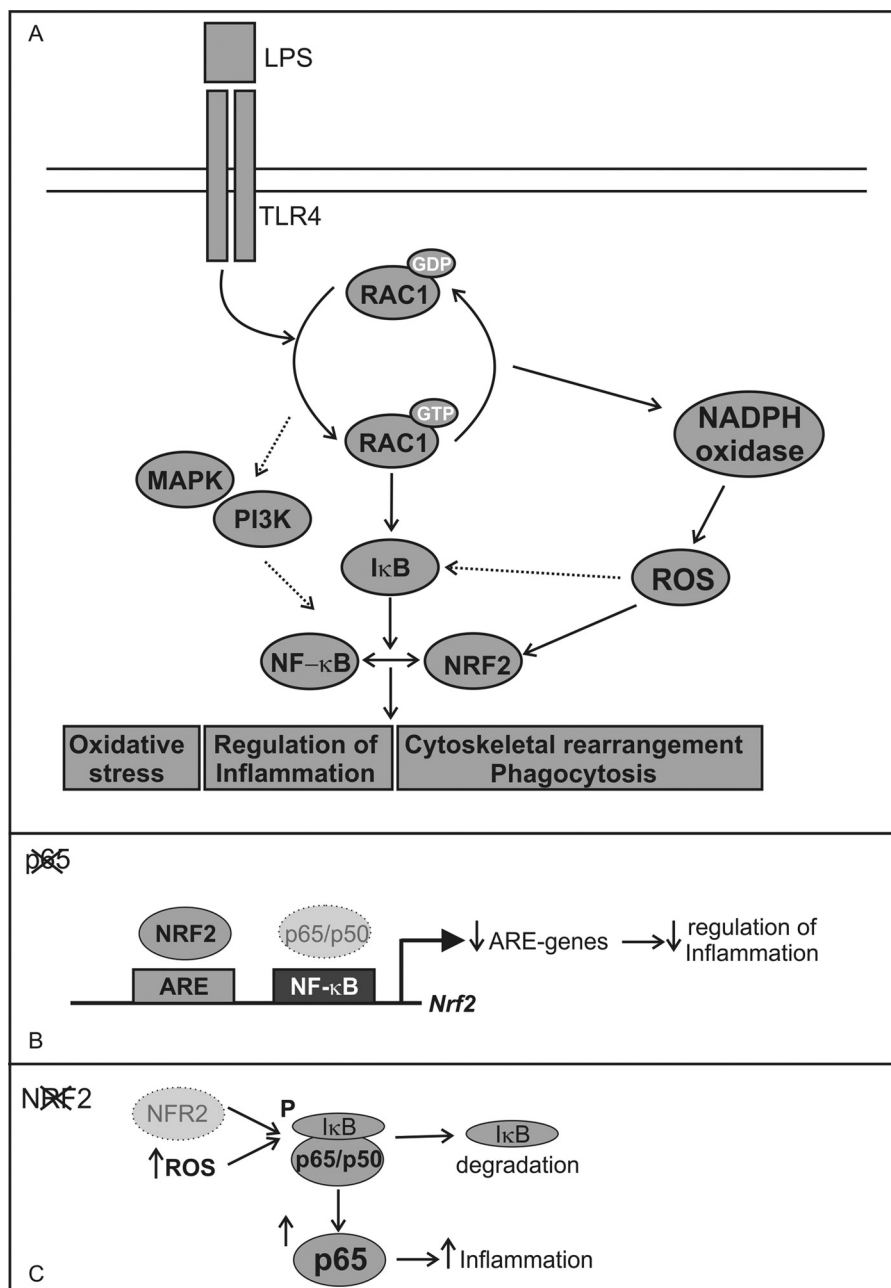 A
LPS
TLR4
GDP
RAC1
GTP
RAC1
NADPH
oxidase
MAPK
PI3K
IκB
ROS
NF–κB
NRF2
Oxidative
stress
Regulation of
Inflammation
Cytoskeletal rearrangement
Phagocytosis
p65
NRF2
p65/p50
ARE
NF-κB
Nrf2
ARE-genes
regulation of
Inflammation
B
NRF2
NFR2
ROS
P
IκB
p65/p50
IκB
degradation
p65
Inflammation
C